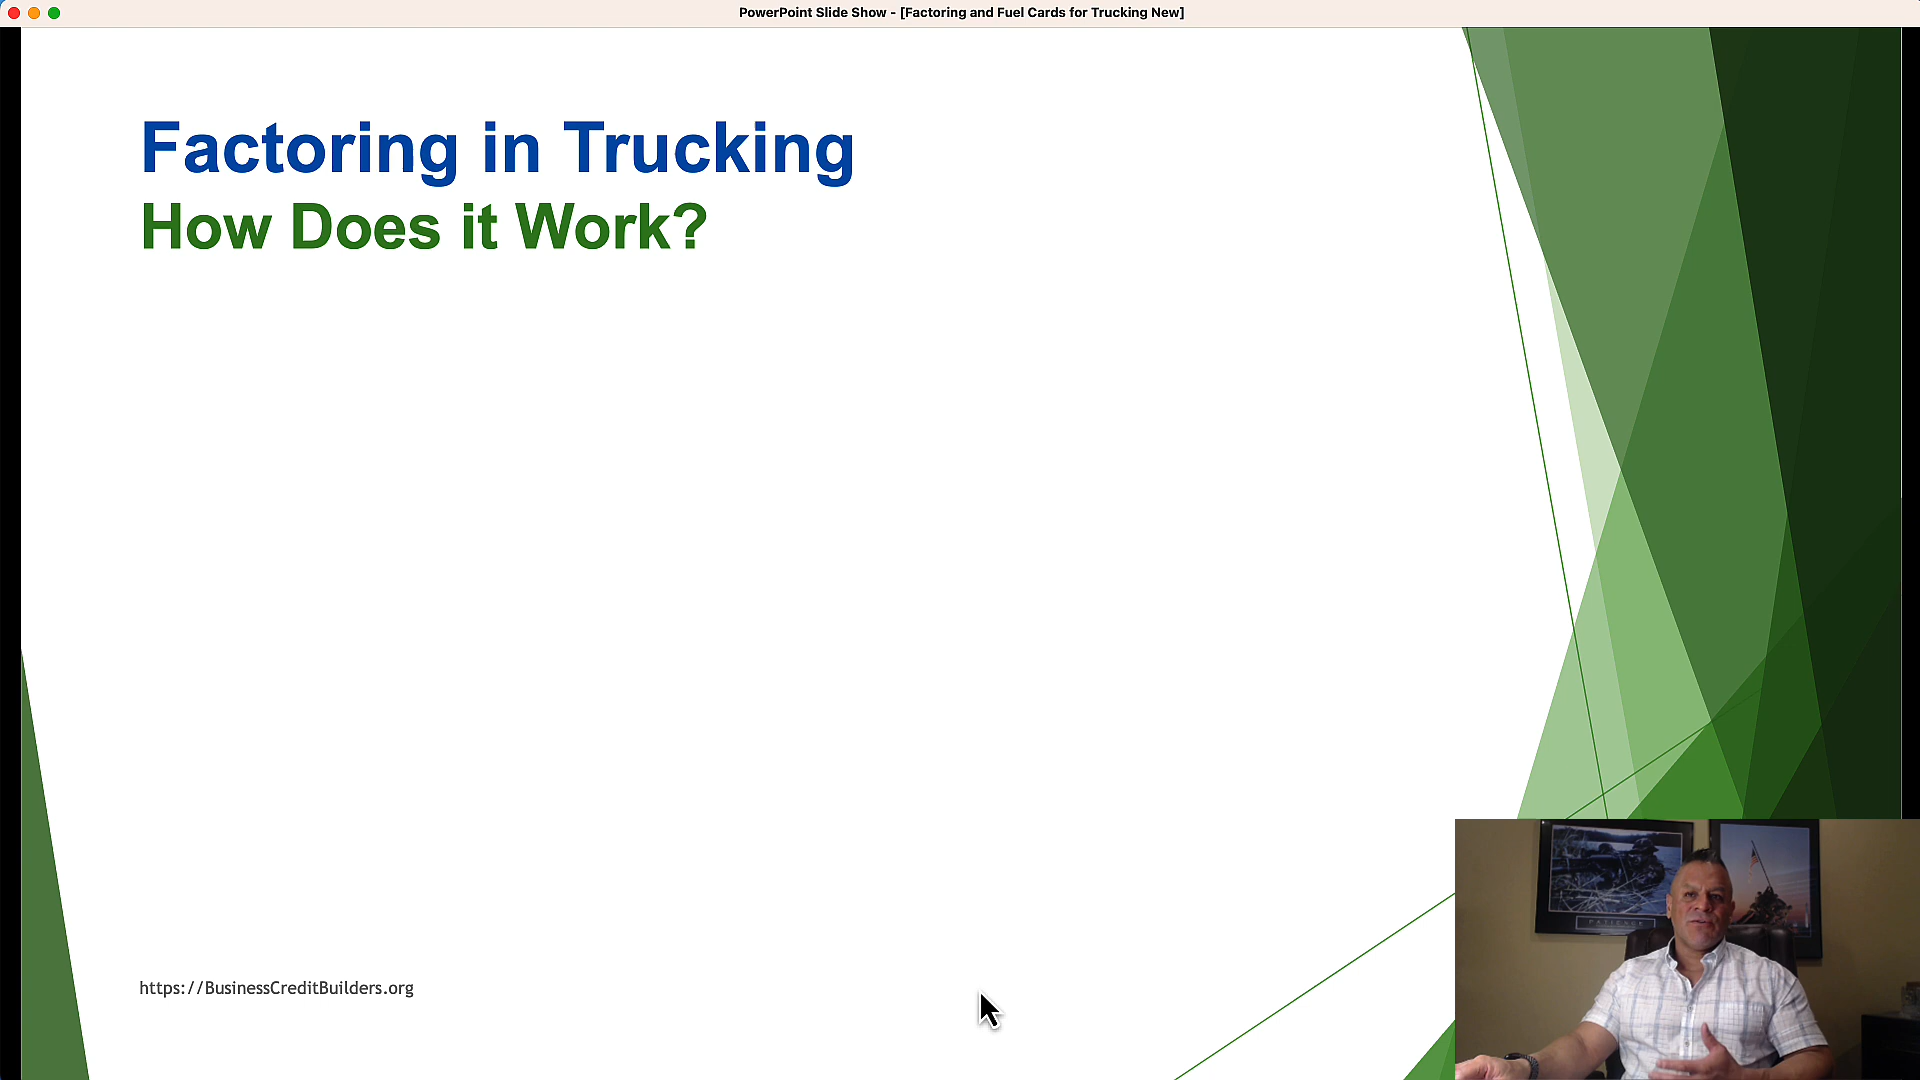 PowerPoint Slide Show - [Factoring and Fuel Cards for Trucking New]
Factoring in Trucking
How Does it Work?
PATIENCE
https://BusinessCreditBuilders.org